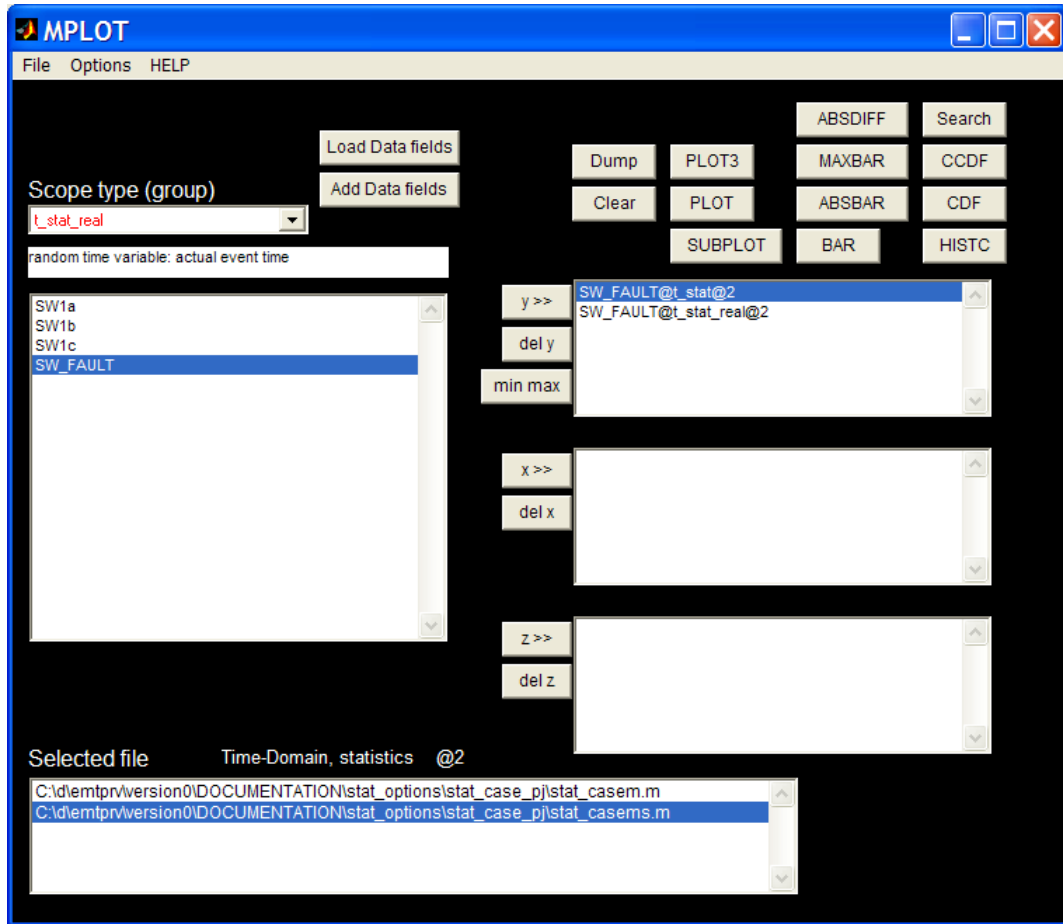 MPLOT
File Options HELP
Load Data fields
Add Data fields
Scope type (group)
t_stat_real
random time variable: actual event time
SW1a
SW1b
SW1c
SW_FAULT
ABSDIFF Search
Dump PLOT3 MAXBAR CCDF
Clear PLOT ABSBAR CDF
SUBPLOT BAR HISTC
y >>
del y
min max
SW_FAULT@t_stat@2
SW_FAULT@t_stat_real@2
x >>
del x
z >>
del z
Selected file Time-Domain, statistics @2
C:\d\emtprv\version0\DOCUMENTATION\stat_options\stat_case_pj\stat_casem.m
C:\d\emtprv\version0\DOCUMENTATION\stat_options\stat_case_pj\stat_casems.m